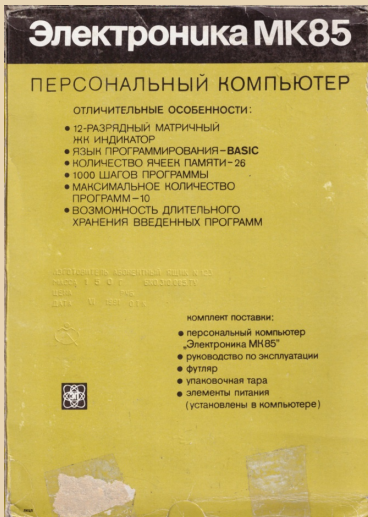 Электроника МК85
ПЕРСОНАЛЬНЫЙ КОМПЬЮТЕР
ОТЛИЧИТЕЛЬНЫЕ ОСОБЕННОСТИ:
• 12-РАЗРЯДНЫЙ МАТРИЧНЫЙ
ЖК ИНДИКАТОР
• ЯЗЫК ПРОГРАММИРОВАНИЯ-BASIC
• КОЛИЧЕСТВО ЯЧЕЕК ПАМЯТИ-26
• 1000 ШАГОВ ПРОГРАММЫ
• МАКСИМАЛЬНОЕ КОЛИЧЕСТВО
ПРОГРАММ-10
• ВОЗМОЖНОСТЬ ДЛИТЕЛЬНОГО
ХРАНЕНИЯ ВВЕДЕННЫХ ПРОГРАММ
комплект поставки:
• персональный компьютер
„Электроника МК85"
• руководство по эксплуатации
• футляр
• упаковочная тара
• элементы питания
(установлены в компьютере)